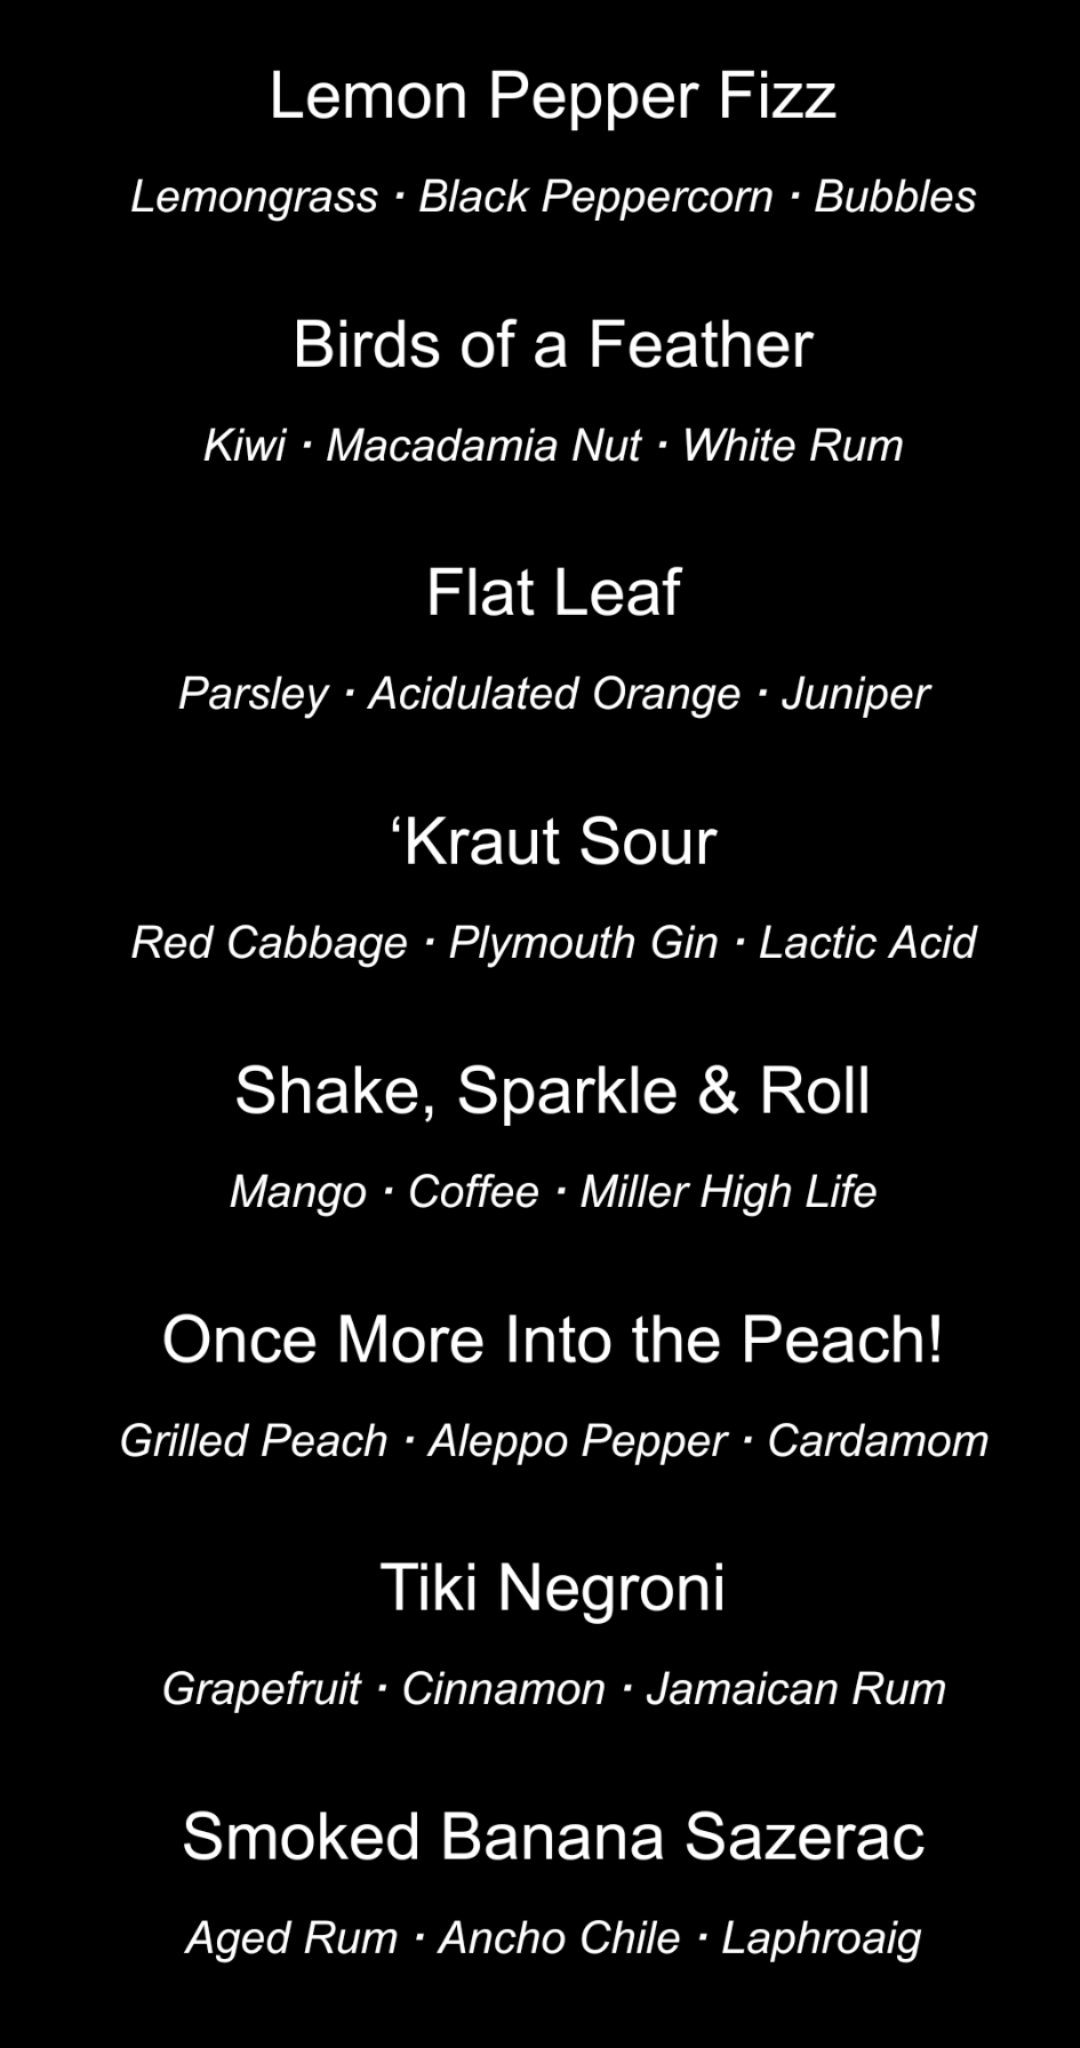 Lemon Pepper Fizz
Lemongrass · Black Peppercorn · Bubbles
Birds of a Feather
Kiwi · Macadamia Nut · White Rum
Flat Leaf
Parsley · Acidulated Orange · Juniper
‘Kraut Sour
Red Cabbage · Plymouth Gin · Lactic Acid
Shake, Sparkle & Roll
Mango · Coffee · Miller High Life
Once More Into the Peach!
Grilled Peach · Aleppo Pepper · Cardamom
Tiki Negroni
Grapefruit · Cinnamon · Jamaican Rum
Smoked Banana Sazerac
Aged Rum · Ancho Chile · Laphroaig